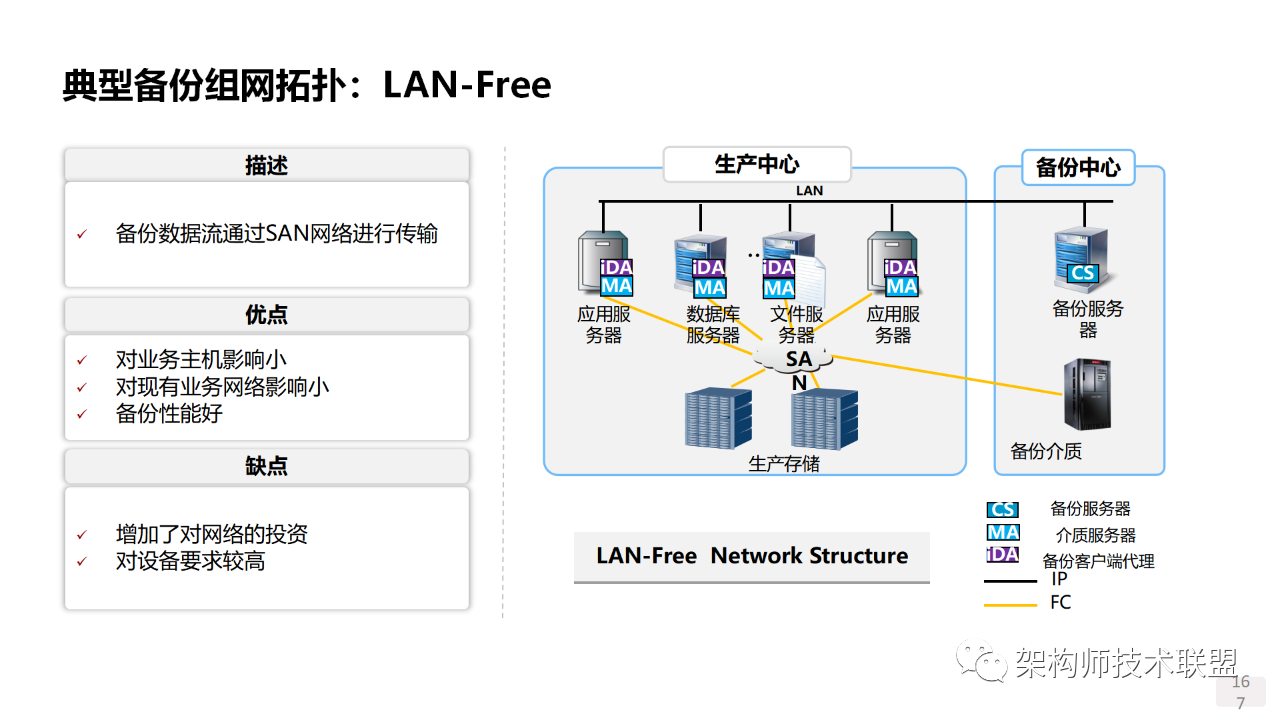 典型备份组网拓扑：LAN-Free
描述
✓ 备份数据流通过SAN网络进行传输
优点
✓ 对业务主机影响小
✓ 对现有业务网络影响小
✓ 备份性能好
缺点
✓ 增加了对网络的投资
✓ 对设备要求较高
生产中心
LAN
iDA
MA
应用服
务器
iDA
MA
数据库
服务器
..
iDA
MA
文件服
务器
iDA
MA
应用服
务器
SA
N
生产存储
备份中心
CS
备份服务
器
备份介质
LAN-Free Network Structure
CS 备份服务器
MA 介质服务器
iDA 备份客户端代理
IP
FC
架构师技术联盟
16
7